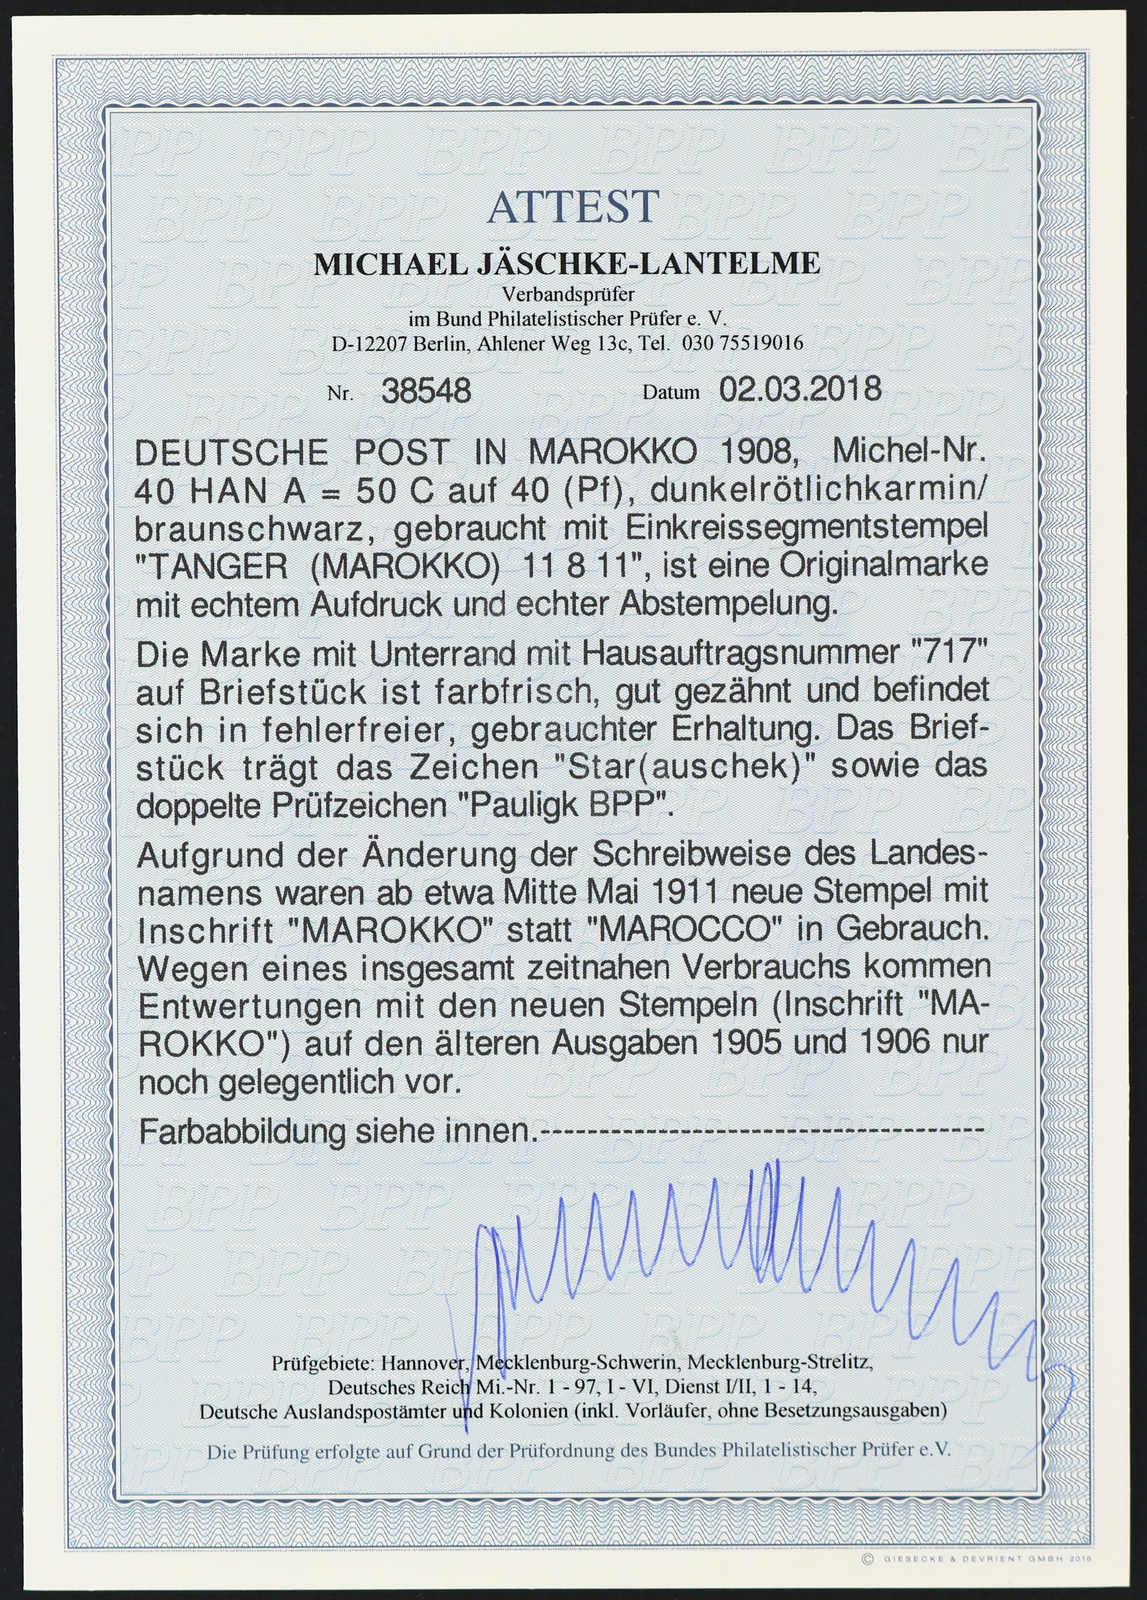 ATTEST
MICHAEL JÄSCHKE-LANTELME
Verbandsprüfer
im Bund Philatelistischer Prüfer e. V.
D-12207 Berlin, Ahlener Weg 13c, Tel. 030 75519016
Nr. 38548 Datum 02.03.2018
DEUTSCHE POST IN MAROKKO 1908, Michel-Nr.
40 HAN A = 50 C auf 40 (Pf), dunkelrötlichkarmin/
braunschwarz, gebraucht mit Einkreissegmentstempel
"TANGER (MAROKKO) 11 8 11", ist eine Originalmarke
mit echtem Aufdruck und echter Abstempelung.
Die Marke mit Unterrand mit Hausauftragsnummer "717"
auf Briefstück ist farbfrisch, gut gezähnt und befindet
sich in fehlerfreier, gebrauchter Erhaltung. Das Brief-
stück trägt das Zeichen "Star(auschek)" sowie das
doppelte Prüfzeichen "Pauligk BPP".
Aufgrund der Änderung der Schreibweise des Landes-
namens waren ab etwa Mitte Mai 1911 neue Stempel mit
Inschrift "MAROKKO" statt "MAROCCO" in Gebrauch.
Wegen eines insgesamt zeitnahen Verbrauchs kommen
Entwertungen mit den neuen Stempeln (Inschrift "MA-
ROKKO") auf den älteren Ausgaben 1905 und 1906 nur
noch gelegentlich vor.
Farbabbildung siehe innen.-------------------------------------
Prüfgebiete: Hannover, Mecklenburg-Schwerin, Mecklenburg-Strelitz,
Deutsches Reich Mi.-Nr. 1 - 97, I - VI, Dienst I/II, 1 - 14,
Deutsche Auslandspostämter und Kolonien (inkl. Vorläufer, ohne Besetzungsausgaben)
Die Prüfung erfolgte auf Grund der Prüfordnung des Bundes Philatelistischer Prüfer e.V.
© GIESECKE & DEVRIENT GMBH 2016